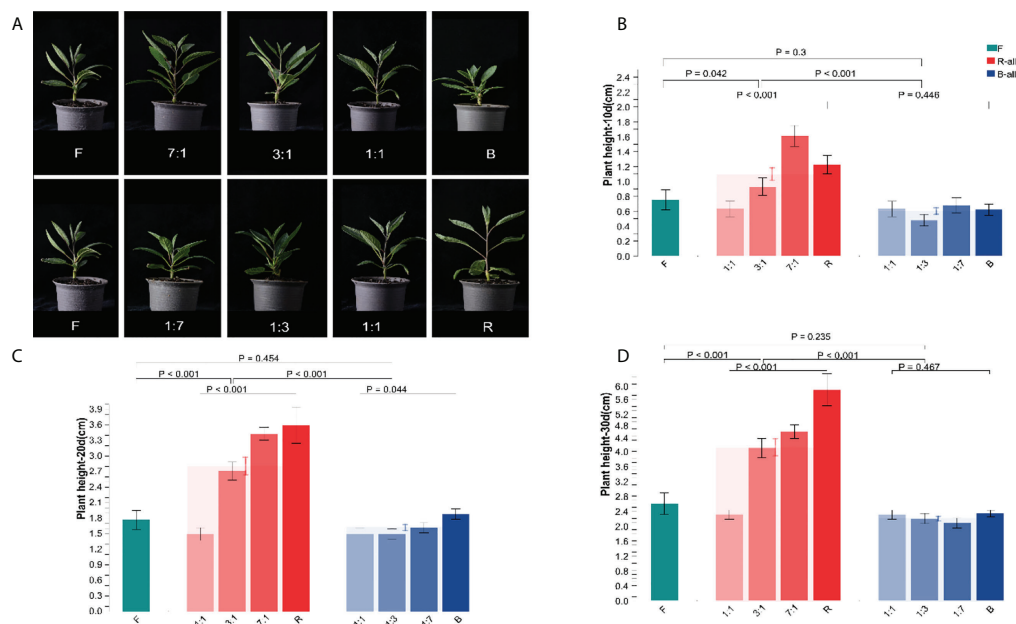 A
F
7:1
3:1
1:1
B
F
1:7
1:3
1:1
R
B
P = 0.3
F
R-all
B-all
P = 0.042
P < 0.001
P < 0.001
P = 0.446
Plant height-10d(cm)
2.4
2.2
2.0
1.8
1.6
1.4
1.2
1.0
0.8
0.6
0.4
0.2
0.0
F
1:1
3:1
7:1
R
1:1
1:3
1:7
B
C
P = 0.454
P < 0.001
P < 0.001
P < 0.001
P = 0.044
Plant height-20d(cm)
3.9
3.6
3.3
3.0
2.7
2.4
2.1
1.8
1.5
1.2
0.9
0.6
0.3
0.0
F
1:1
3:1
7:1
R
1:1
1:3
1:7
B
D
P = 0.235
P < 0.001
P < 0.001
P < 0.001
P = 0.467
Plant height-30d(cm)
6.0
5.6
5.2
4.8
4.4
4.0
3.6
3.2
2.8
2.4
2.0
1.6
1.2
0.8
0.4
0.0
F
1:1
3:1
7:1
R
1:1
1:3
1:7
B